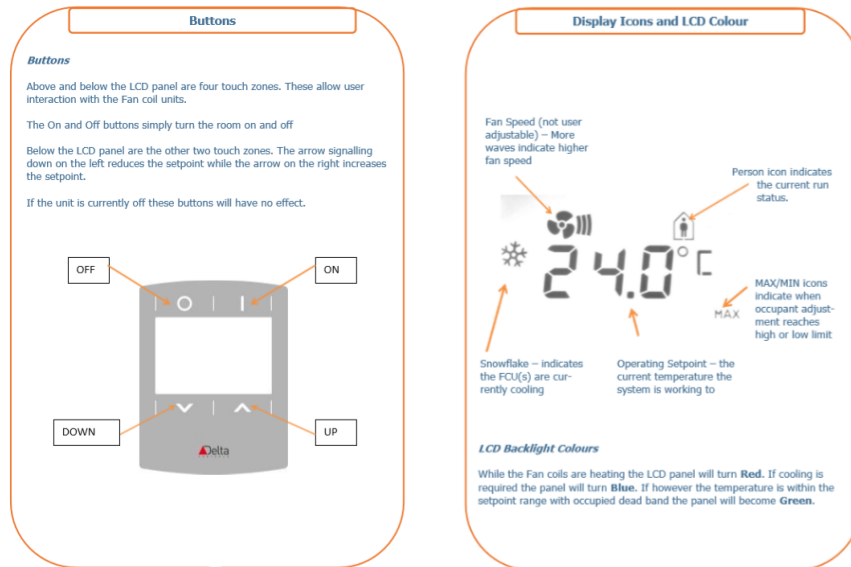 Buttons
Buttons
Above and below the LCD panel are four touch zones. These allow user
interaction with the Fan coil units.
The On and Off buttons simply turn the room on and off
Below the LCD panel are the other two touch zones. The arrow signalling
down on the left reduces the setpoint while the arrow on the right increases
the setpoint.
If the unit is currently off these buttons will have no effect.
OFF
ON
DOWN
UP
Delta
Display Icons and LCD Colour
Fan Speed (not user
adjustable) – More
waves indicate higher
fan speed
Person icon indicates
the current run
status.
24.0°C
MAX
MAX/MIN icons
indicate when
occupant adjust-
ment reaches
high or low limit
Snowflake – indicates
the FCU(s) are cur-
rently cooling
Operating Setpoint – the
current temperature the
system is working to
LCD Backlight Colours
While the Fan coils are heating the LCD panel will turn Red. If cooling is
required the panel will turn Blue. If however the temperature is within the
setpoint range with occupied dead band the panel will become Green.